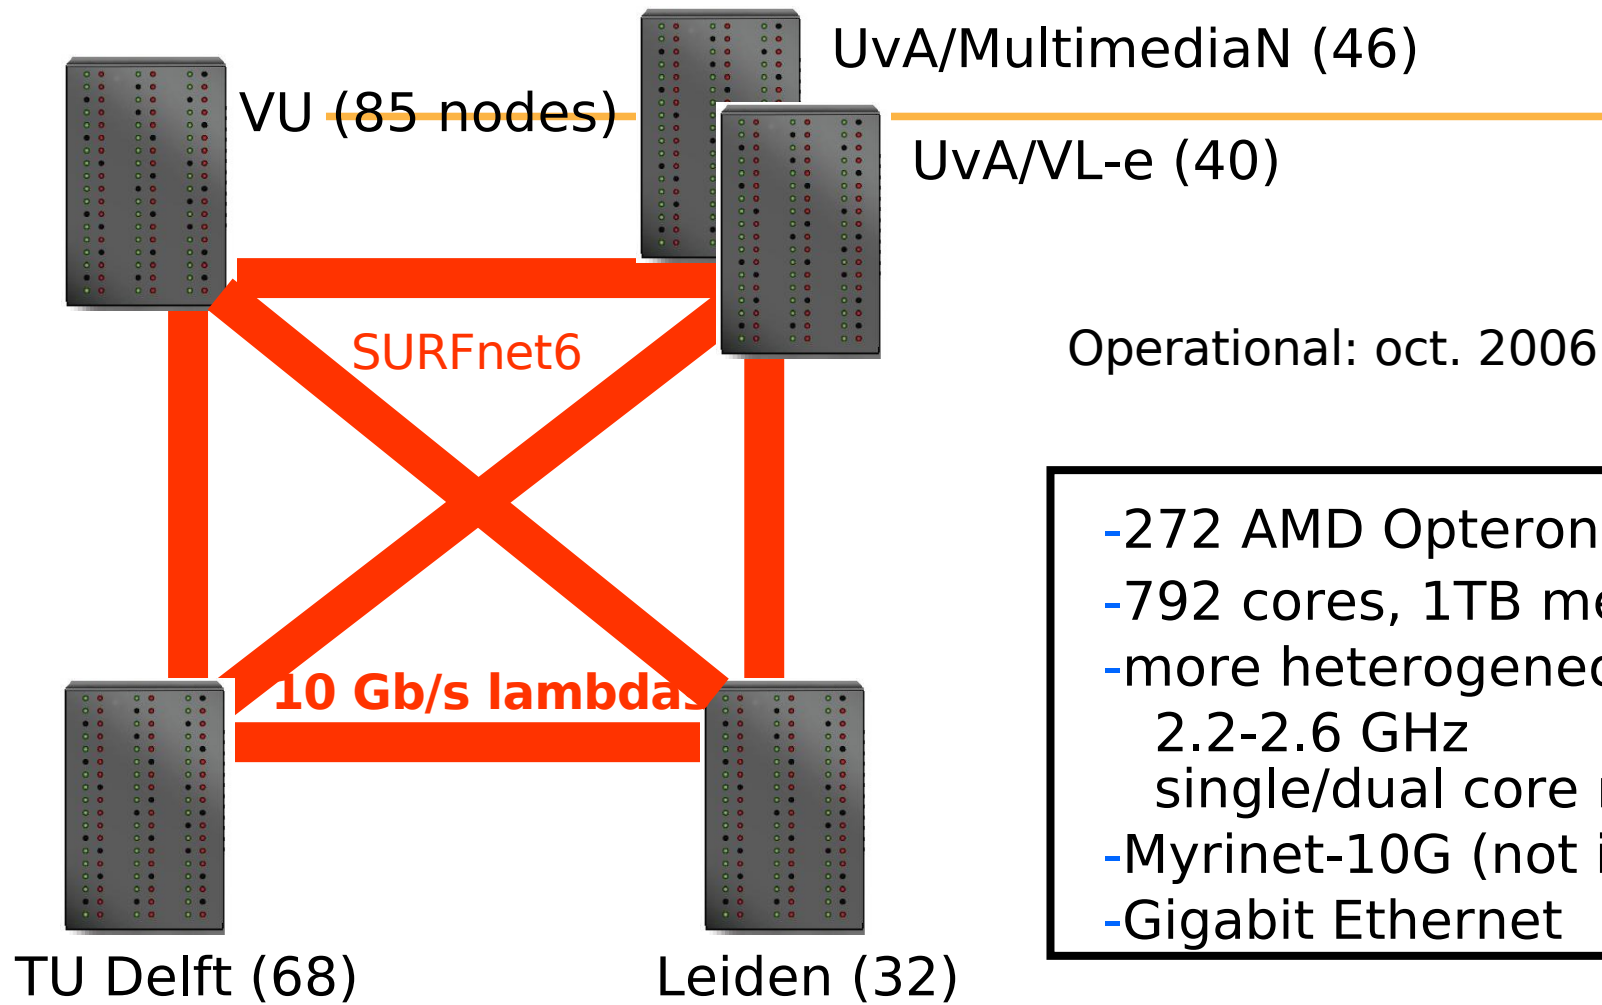 UvA/MultimediaN (46)
VU (85 nodes)
UvA/VL-e (40)
SURFnet6
Operational: oct. 2006
-272 AMD Opteron
-792 cores, 1TB
-more
2.2-2.6 GHz
single/dual core
-Myrinet-10G (not
-Gigabit Ethernet
10 Gb/s lambdas
TU Delft (68)
Leiden (32)